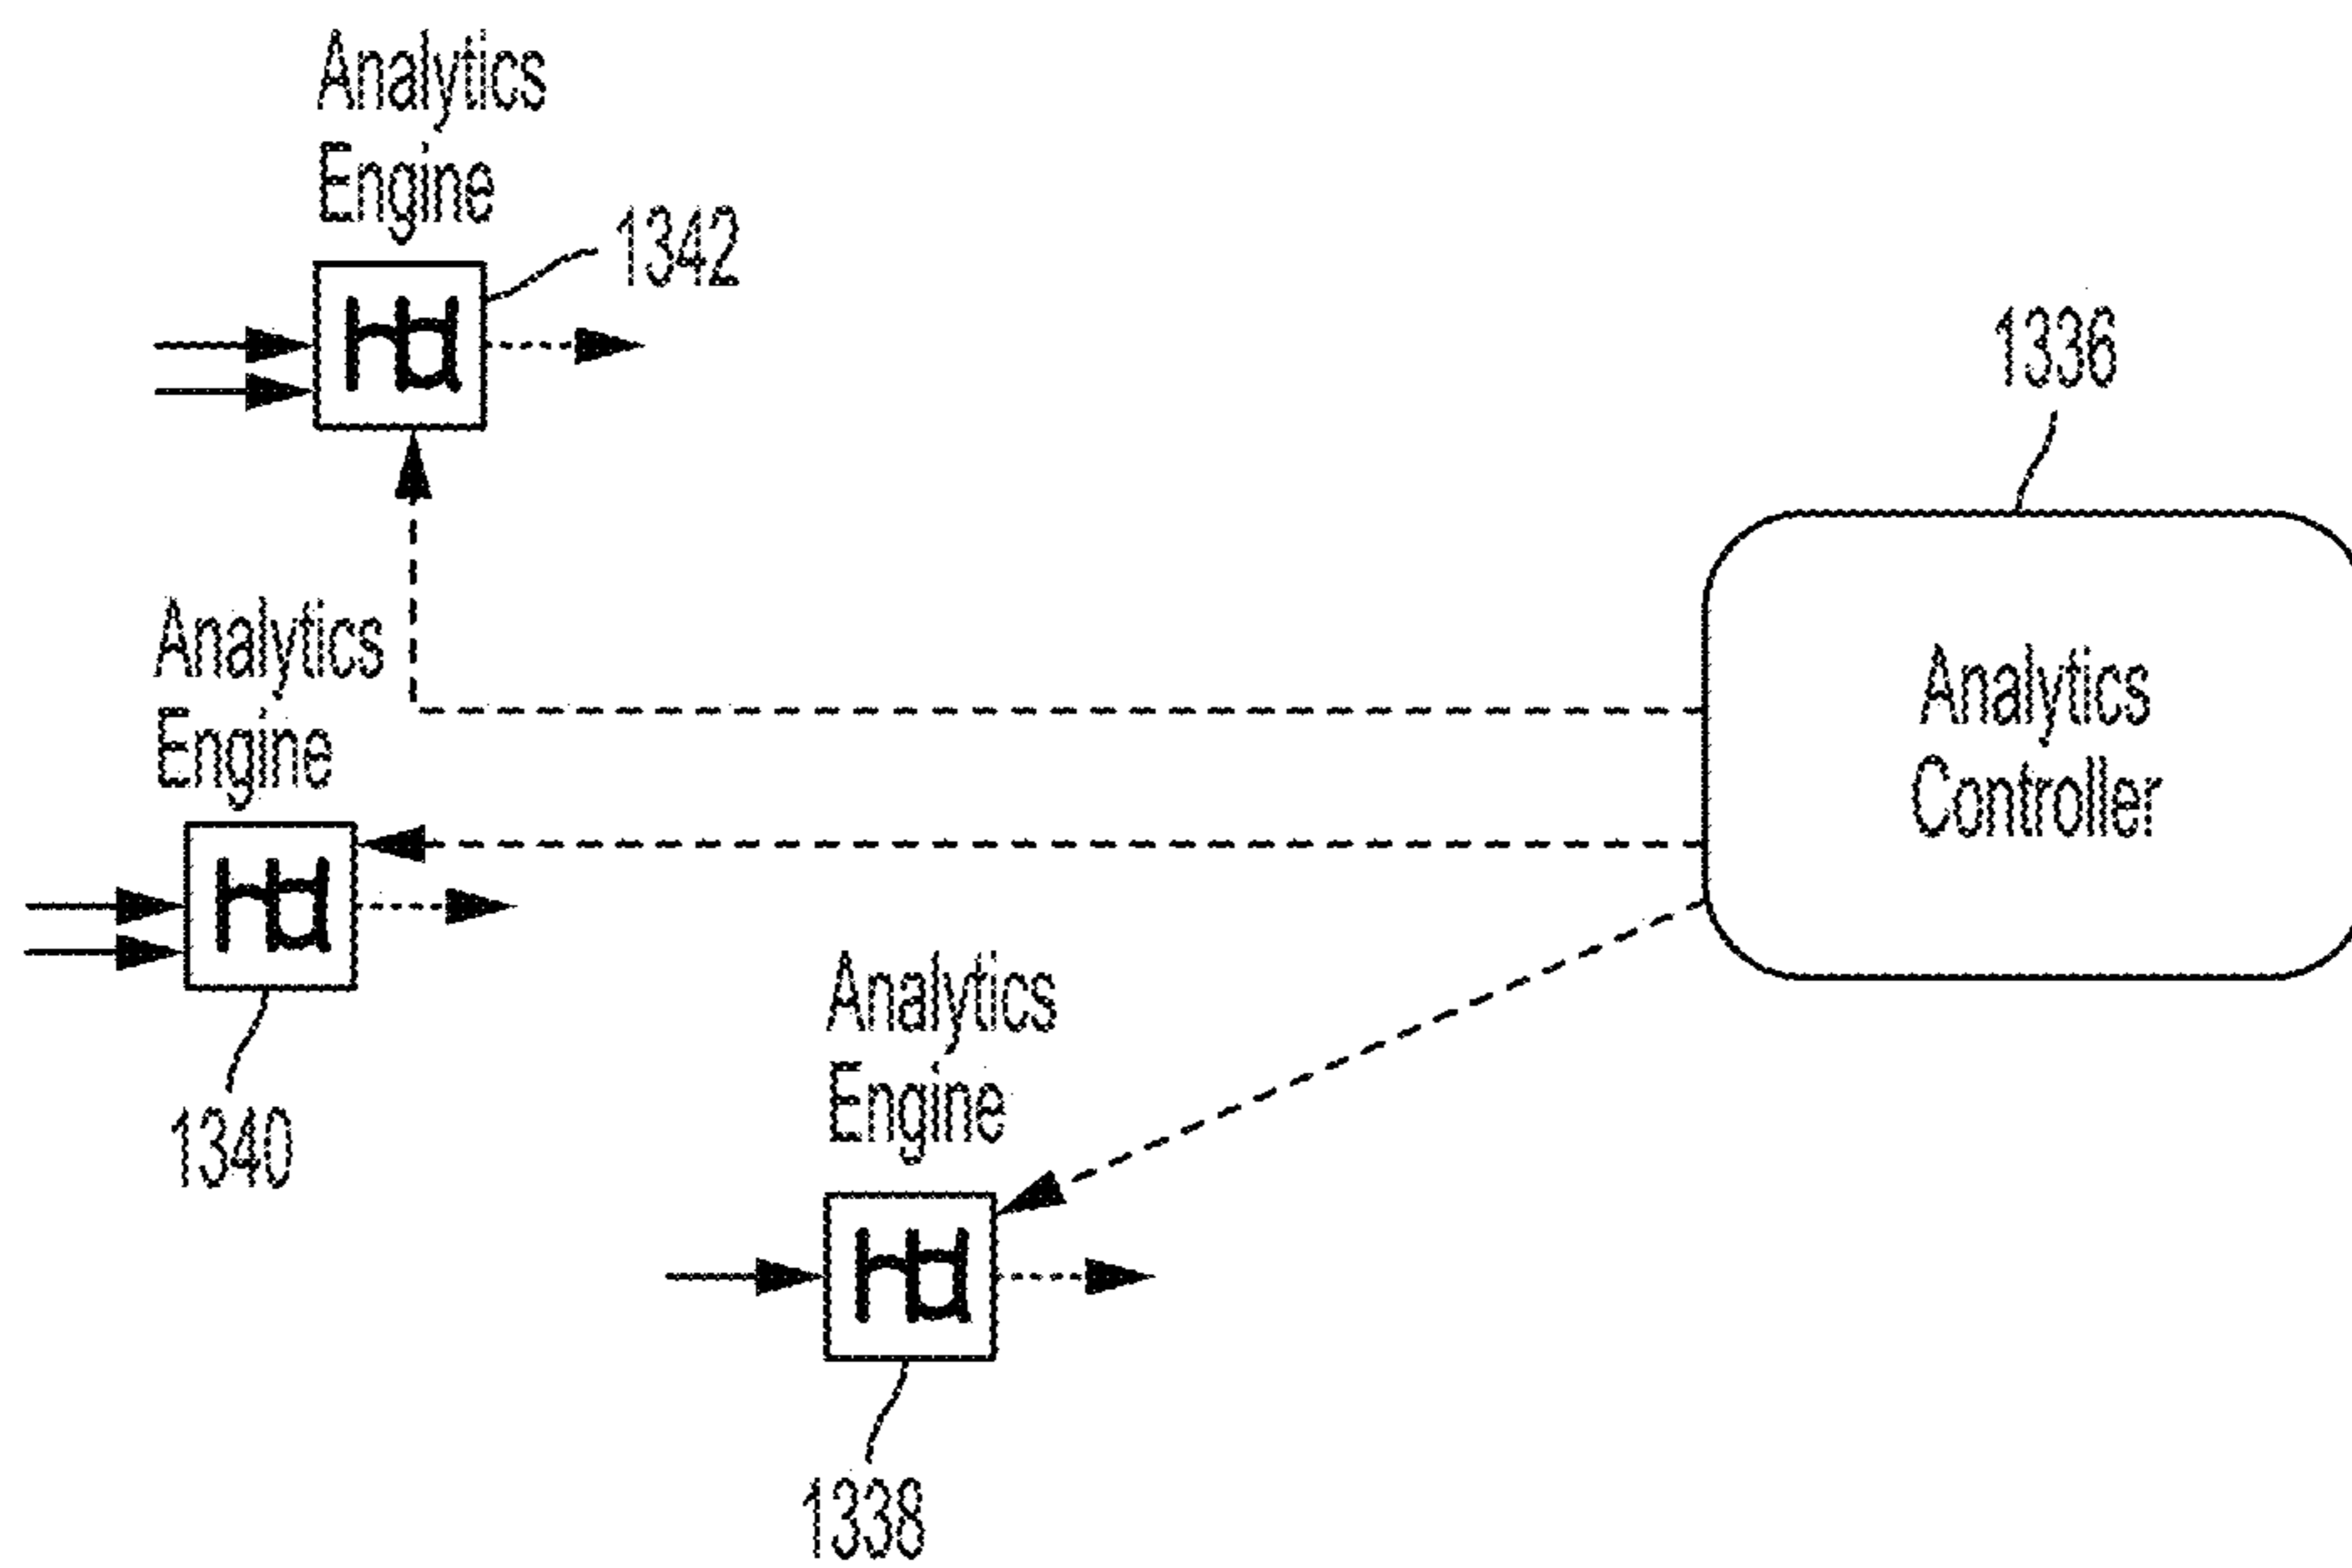 Analytics
Engine
1342
1336
Analytics
Engine
Analytics
Controller
Analytics
Engine
1340
1338